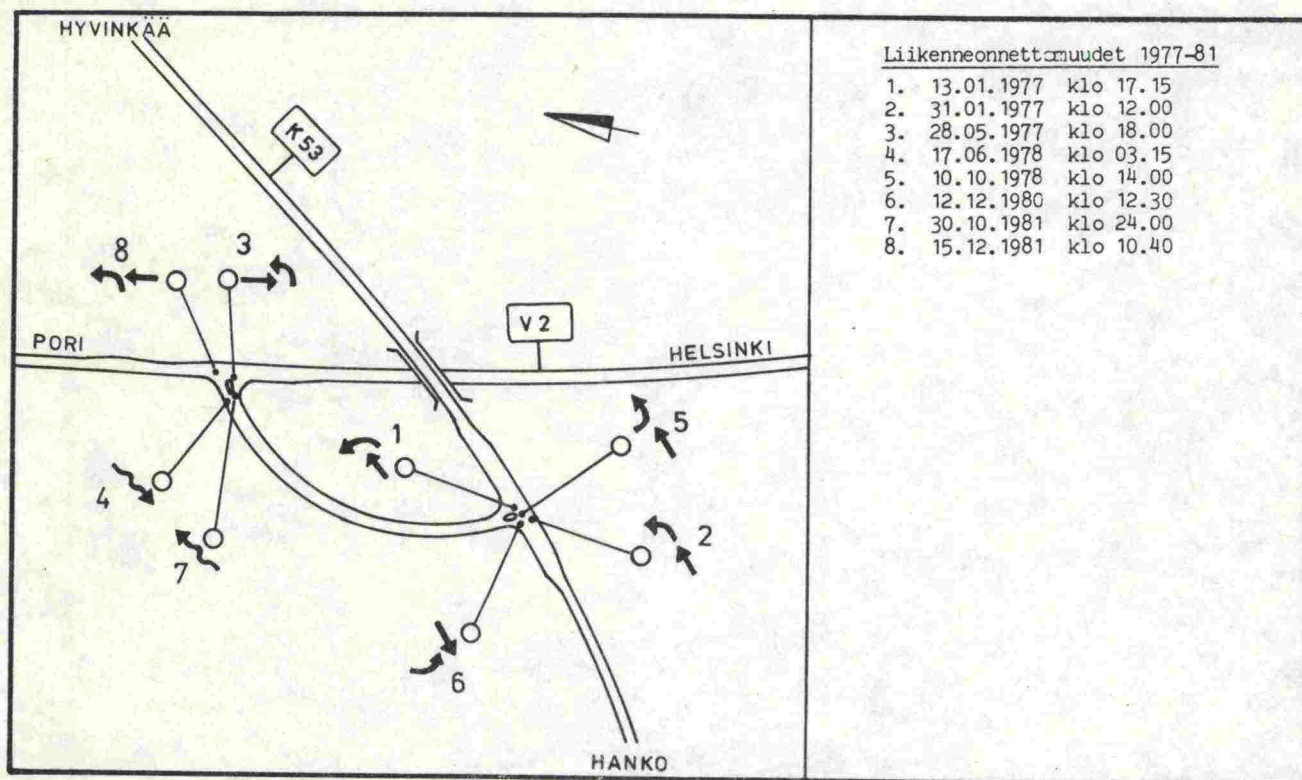 HYVINKÄÄ
K53
8
3
PORI
V 2
HELSINKI
1
5
4
7
2
6
HANKO
Liikenneonnettomuudet 1977-81
1. 13.01.1977 klo 17.15
2. 31.01.1977 klo 12.00
3. 28.05.1977 klo 18.00
4. 17.06.1978 klo 03.15
5. 10.10.1978 klo 14.00
6. 12.12.1980 klo 12.30
7. 30.10.1981 klo 24.00
8. 15.12.1981 klo 10.40